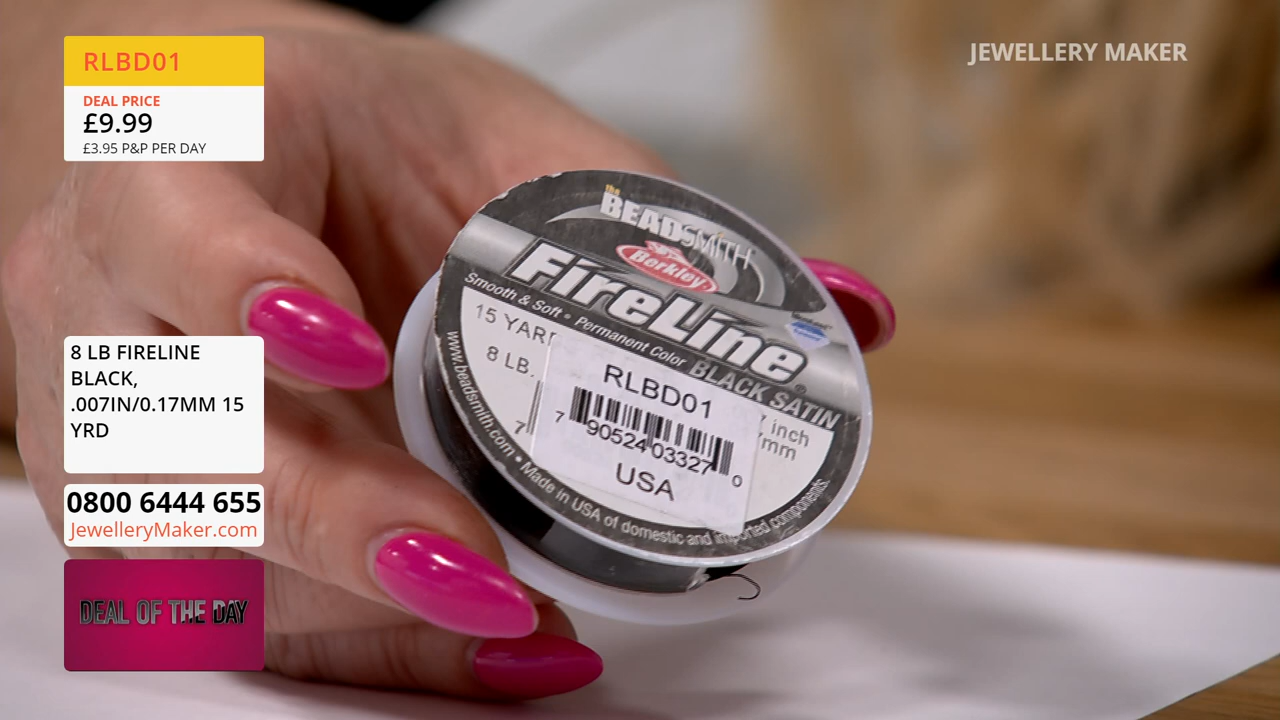 RLBD01
DEAL PRICE
£9.99
£3.95 P&P PER DAY
JEWELLERY MAKER
8 LB FIRELINE
BLACK,
.007IN/0.17MM 15
YRD
0800 6444 655
JewelleryMaker.com
DEAL OF THE DAY
the
BEADSMITH
Berkley
FireLine®
Smooth & Soft • Permanent Color BLACK SATIN
15 YARD
8 LB.
inch
mm
RLBD01
7 90524 03327 0
USA
www.beadsmith.com • Made in USA of domestic and imported components.